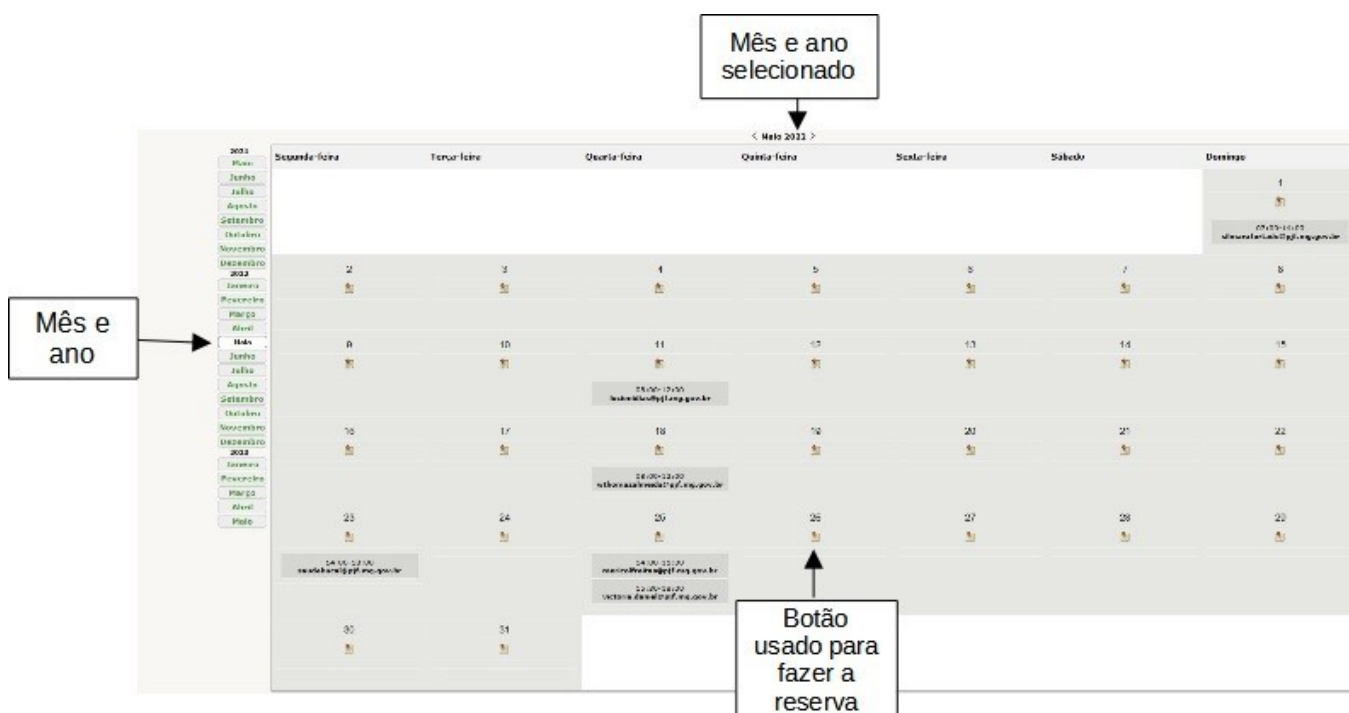 Mês e ano
selecionado
< Maio 2022 >
2021
Maio
Junho
Julho
Agosto
Setembro
Outubro
Novembro
Dezembro
2022
Janeiro
Fevereiro
Março
Abril
Maio
Junho
Julho
Agosto
Setembro
Outubro
Novembro
Dezembro
2023
Janeiro
Fevereiro
Março
Abril
Maio
Mês e
ano
Segunda-feira Terça-feira Quarta-feira Quinta-feira Sexta-feira Sábado Domingo
1
2 3 4 5 6 7 8
9 10 11 12 13 14 15
16 17 18 19 20 21 22
23 24 25 26 27 28 29
30 31
Botão
usado para
fazer a
reserva